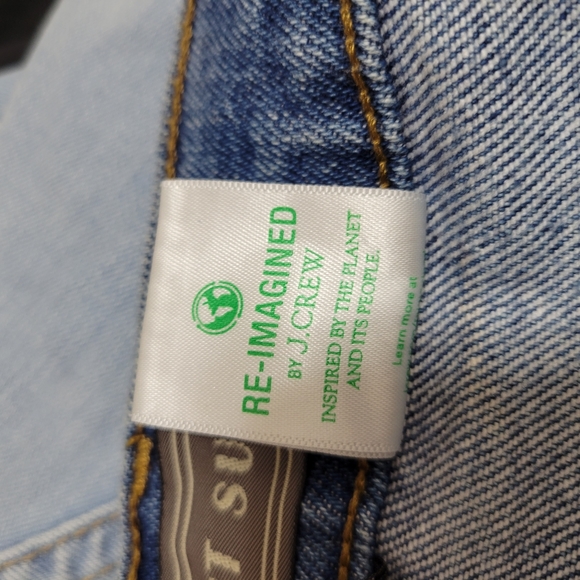 RE-IMAGINED
BY J.CREW
INSPIRED BY THE PLANET
AND ITS PEOPLE.
Learn more at